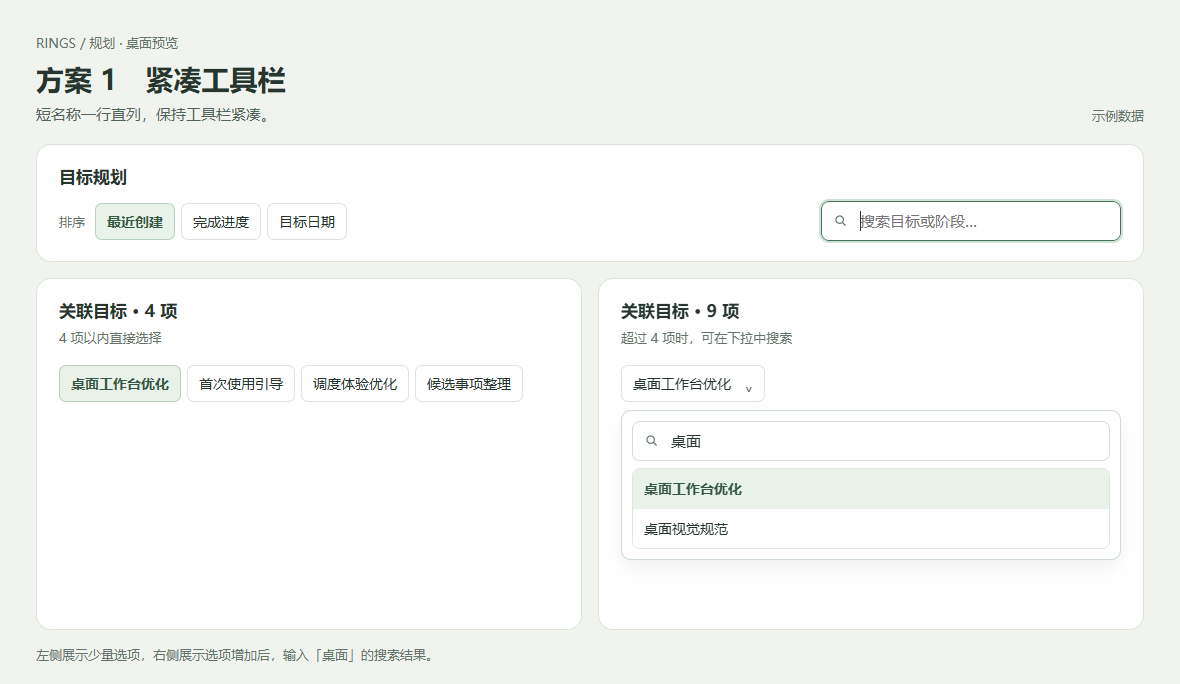 RINGS / 规划 · 桌面预览
方案 1　紧凑工具栏
短名称一行直列，保持工具栏紧凑。
示例数据
目标规划
排序 最近创建 完成进度 目标日期 搜索目标或阶段...
关联目标 • 4 项
4 项以内直接选择
桌面工作台优化 首次使用引导 调度体验优化 候选事项整理
关联目标 • 9 项
超过 4 项时，可在下拉中搜索
桌面工作台优化
桌面
桌面工作台优化
桌面视觉规范
左侧展示少量选项，右侧展示选项增加后，输入「桌面」的搜索结果。